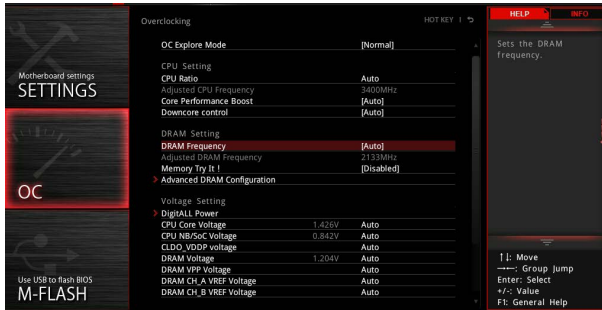 Overclocking
HOT KEY
HELP
INFO
OC Explore Mode [Normal]
CPU Setting
CPU Ratio Auto
Adjusted CPU Frequency 3400MHz
Core Performance Boost [Auto]
Downcore control [Auto]
DRAM Setting
DRAM Frequency [Auto]
Adjusted DRAM Frequency 2133MHz
Memory Try It ! [Disabled]
> Advanced DRAM Configuration
Voltage Setting
> DigitALL Power
CPU Core Voltage 1.426V Auto
CPU NB/SoC Voltage 0.842V Auto
CLDO_VDDP voltage Auto
DRAM Voltage 1.204V Auto
DRAM VPP Voltage Auto
DRAM CH_A VREF Voltage Auto
DRAM CH_B VREF Voltage Auto
Motherboard settings
SETTINGS
OC
Use USB to flash BIOS
M-FLASH
Sets the DRAM
frequency.
↑↓: Move
→←: Group Jump
Enter: Select
+/-: Value
F1: General Help